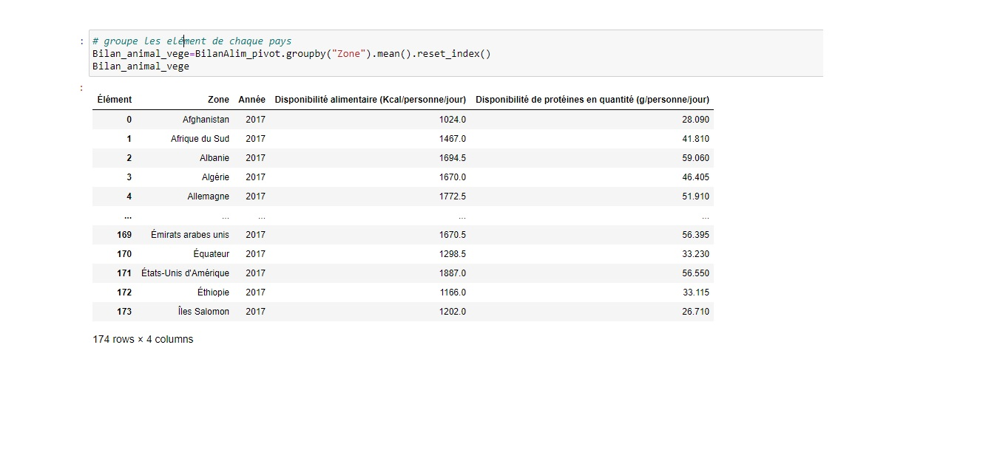 : # groupe les elément de chaque pays
Bilan_animal_vege=BilanAlim_pivot.groupby("Zone").mean().reset_index()
Bilan_animal_vege
:
Élément Zone Année Disponibilité alimentaire (Kcal/personne/jour) Disponibilité de protéines en quantité (g/personne/jour)
0 Afghanistan 2017 1024.0 28.090
1 Afrique du Sud 2017 1467.0 41.810
2 Albanie 2017 1694.5 59.060
3 Algérie 2017 1670.0 46.405
4 Allemagne 2017 1772.5 51.910
... ... ... ... ...
169 Émirats arabes unis 2017 1670.5 56.395
170 Équateur 2017 1298.5 33.230
171 États-Unis d'Amérique 2017 1887.0 56.550
172 Éthiopie 2017 1166.0 33.115
173 Îles Salomon 2017 1202.0 26.710
174 rows × 4 columns